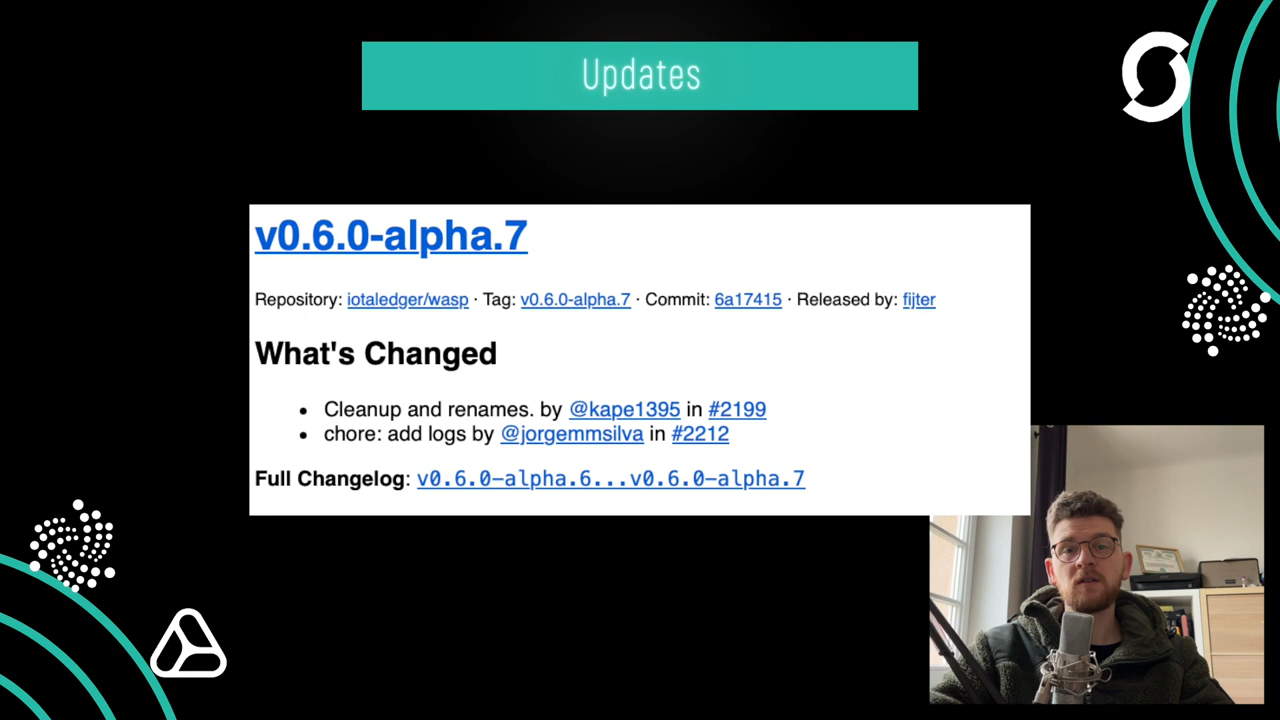 Updates
v0.6.0-alpha.7
Repository: iotaledger/wasp · Tag: v0.6.0-alpha.7 · Commit: 6a17415 · Released by: fijter
What's Changed
• Cleanup and renames. by @kape1395 in #2199
• chore: add logs by @jorgemmsilva in #2212
Full Changelog: v0.6.0-alpha.6...v0.6.0-alpha.7